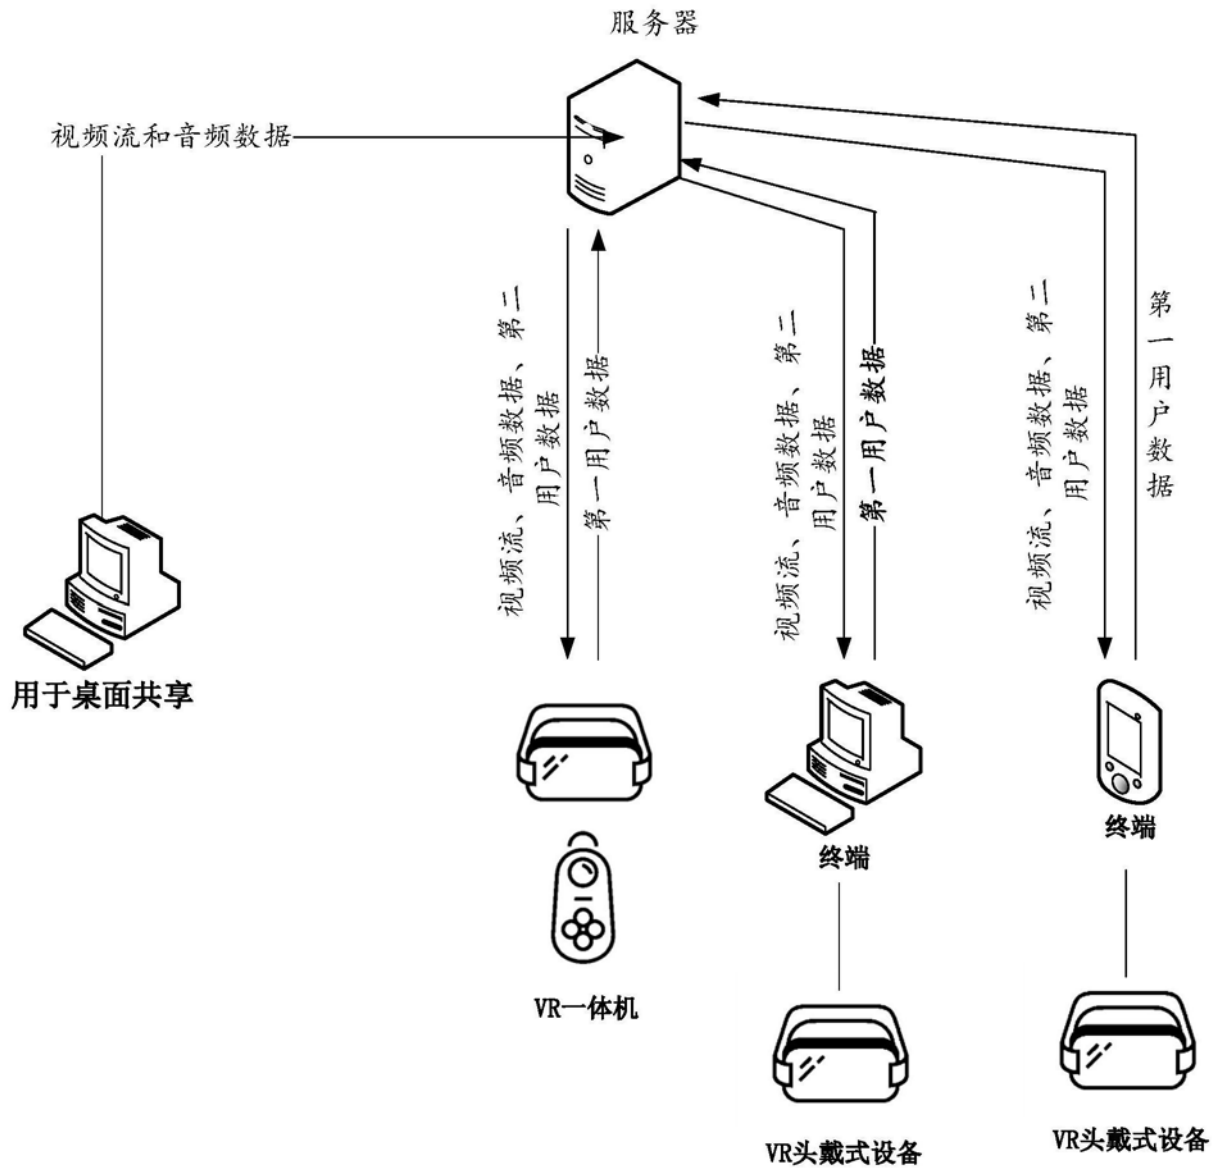 服务器
视频流和音频数据
视频流、音频数据、第二
用户数据
第一用户数据
视频流、音频数据、第二
用户数据
第一用户数据
视频流、音频数据、第二
用户数据
第一用户数据
用于桌面共享
VR一体机
终端
VR头戴式设备
终端
VR头戴式设备